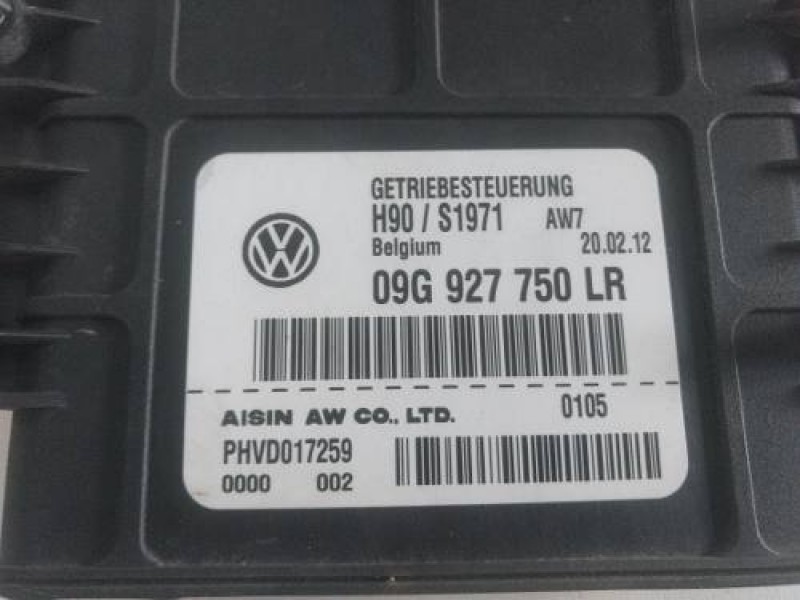 GETRIEBESTEUERUNG
H90 / S1971 AW7
Belgium 20.02.12
09G 927 750 LR
AISIN AW CO., LTD. 0105
PHVD017259
0000 002